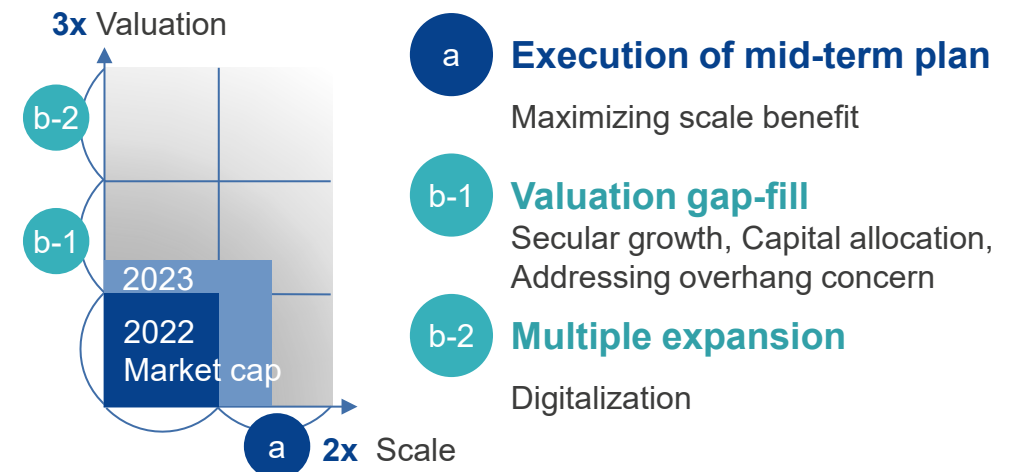 3x Valuation
b-2
b-1
2023
2022
Market cap
a
2x Scale
a
Execution of mid-term plan
Maximizing scale benefit
b-1
Valuation gap-fill
Secular growth, Capital allocation,
Addressing overhang concern
b-2
Multiple expansion
Digitalization